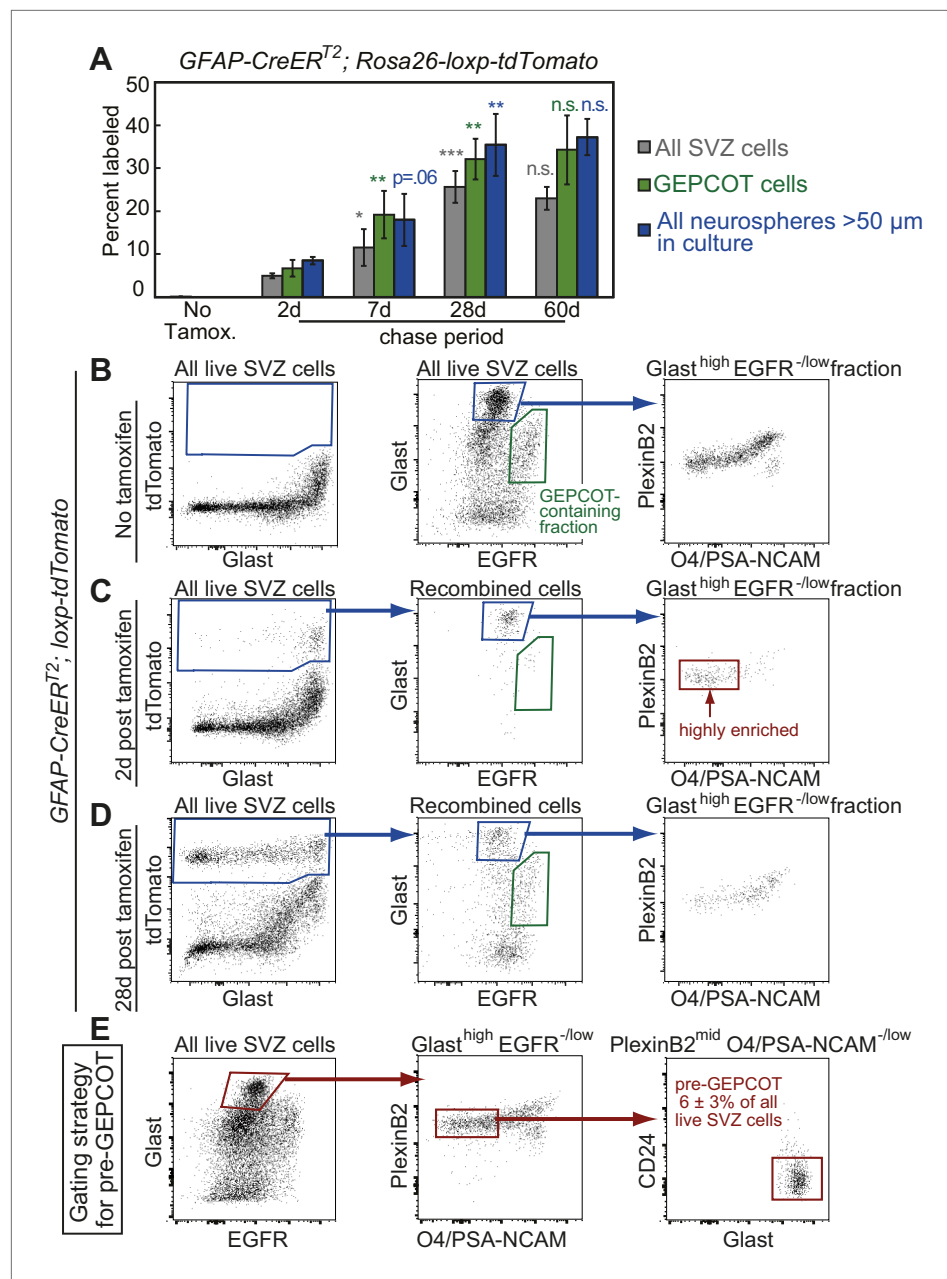 A
GFAP-CreER^T2; Rosa26-loxp-tdTomato
Percent labeled
50
40
30
20
10
0
*
**
p=.06
***
**
**
n.s.
n.s.
n.s.
No
Tamox.
2d
7d
28d
60d
chase period
All SVZ cells
GEPCOT cells
All neurospheres >50 μm
in culture
GFAP-CreER^T2; loxp-tdTomato
B
No tamoxifen
All live SVZ cells
tdTomato
Glast
All live SVZ cells
Glast
EGFR
GEPCOT-
containing
fraction
Glast^high EGFR^-/low fraction
PlexinB2
O4/PSA-NCAM
C
2d post tamoxifen
All live SVZ cells
tdTomato
Glast
Recombined cells
Glast
EGFR
Glast^high EGFR^-/low fraction
PlexinB2
highly enriched
O4/PSA-NCAM
D
28d post tamoxifen
All live SVZ cells
tdTomato
Glast
Recombined cells
Glast
EGFR
Glast^high EGFR^-/low fraction
PlexinB2
O4/PSA-NCAM
E
Gating strategy
for pre-GEPCOT
All live SVZ cells
Glast
EGFR
Glast^high EGFR^-/low
PlexinB2
O4/PSA-NCAM
PlexinB2^mid O4/PSA-NCAM^-/low
pre-GEPCOT
6 ± 3% of all
live SVZ cells
CD24
Glast